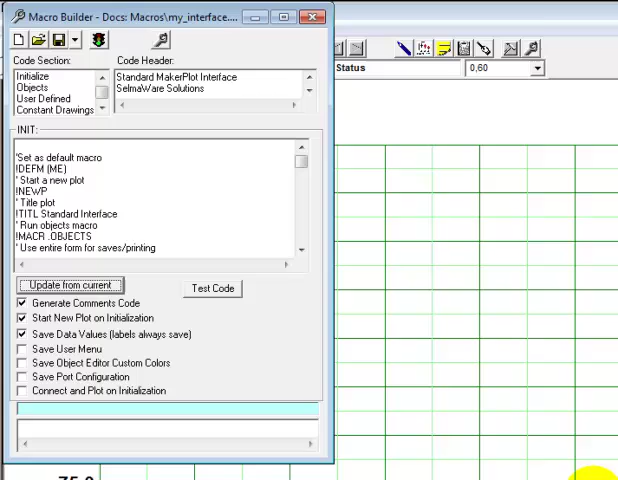 Macro Builder - Docs: Macros\my_interface....
Code Section:
Code Header:
Initialize
Objects
User Defined
Constant Drawings
Standard MakerPlot Interface
SelmaWare Solutions
Status
0,60
INIT:
'Set as default macro
!DEFM (ME)
' Start a new plot
!NEWP
' Title plot
!TITL Standard Interface
' Run objects macro
!MACR .OBJECTS
' Use entire form for saves/printing
Update from current
Test Code
Generate Comments Code
Start New Plot on Initialization
Save Data Values (labels always save)
Save User Menu
Save Object Editor Custom Colors
Save Port Configuration
Connect and Plot on Initialization